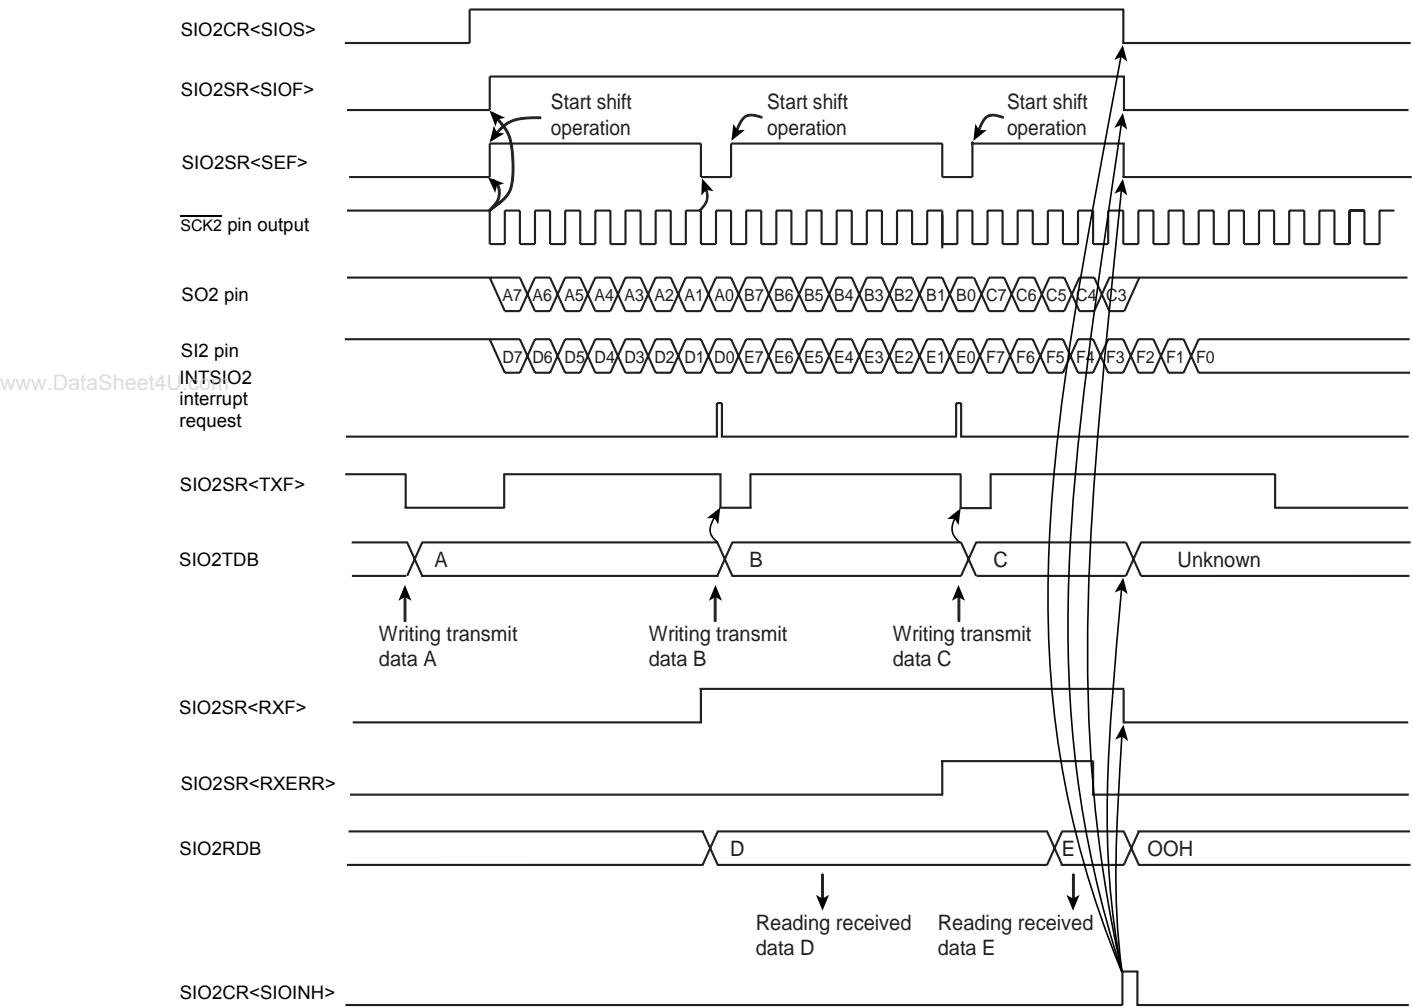 SIO2CR<SIOS>
SIO2SR<SIOF>
Start shift
operation
Start shift
operation
Start shift
operation
SIO2SR<SEF>
SCK2 pin output
SO2 pin
A7 A6 A5 A4 A3 A2 A1 A0 B7 B6 B5 B4 B3 B2 B1 B0 C7 C6 C5 C4 C3
SI2 pin
D7 D6 D5 D4 D3 D2 D1 D0 E7 E6 E5 E4 E3 E2 E1 E0 F7 F6 F5 F4 F3 F2 F1 F0
www.DataSheet4U.com
INTSIO2
interrupt
request
SIO2SR<TXF>
SIO2TDB
A
B
C
Unknown
Writing transmit
data A
Writing transmit
data B
Writing transmit
data C
SIO2SR<RXF>
SIO2SR<RXERR>
SIO2RDB
D
E
OOH
Reading received
data D
Reading received
data E
SIO2CR<SIOINH>